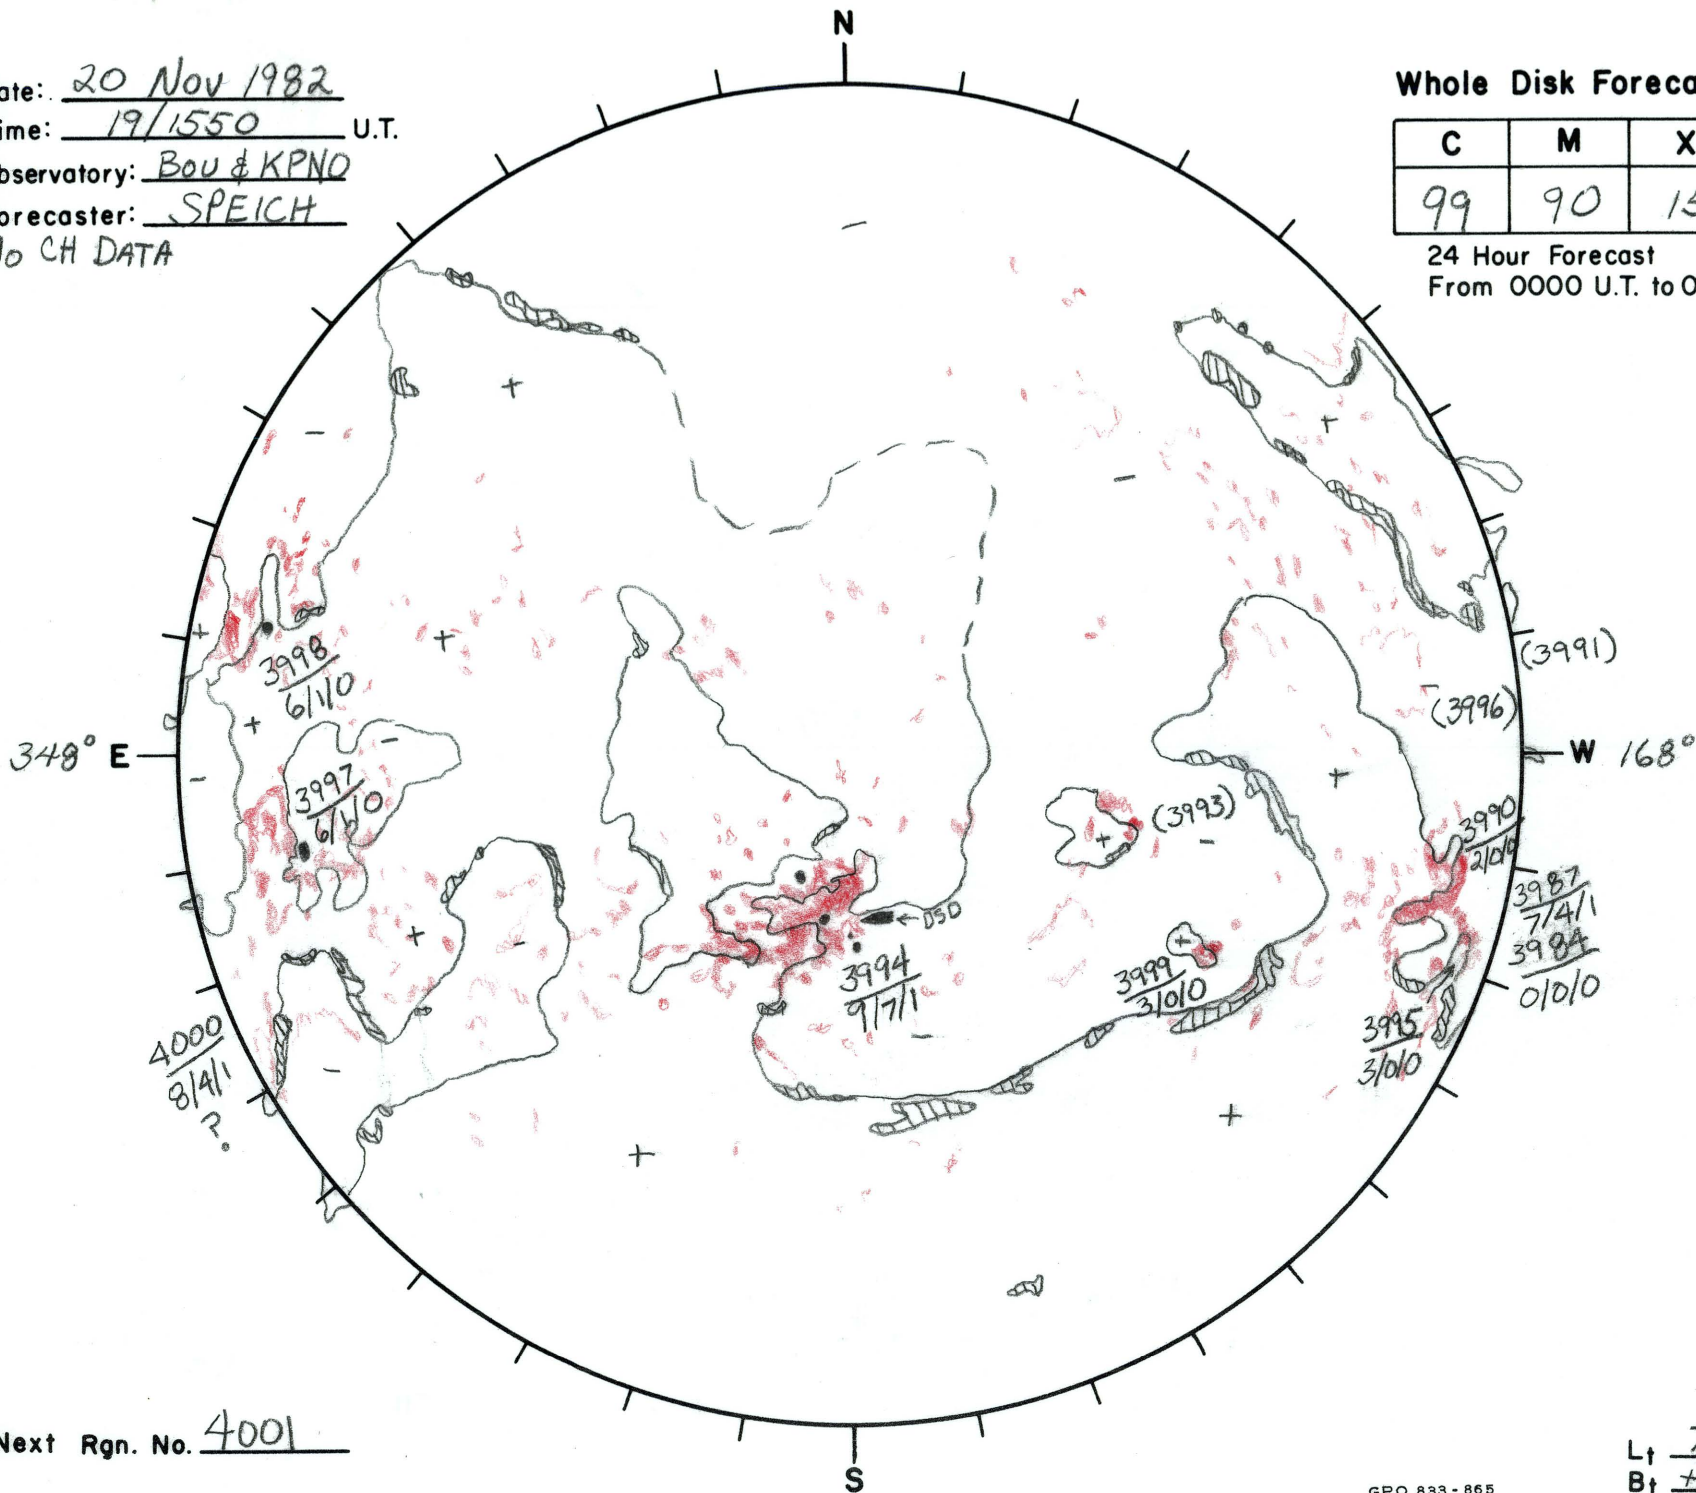 N
ate: 20 Nov 1982
ime: 19/1550 U.T.
bservatory: Bou & KPNO
orecaster: SPEICH
o CH DATA
Whole Disk Foreca
C M X
99 90 15
24 Hour Forecast
From 0000 U.T. to 0
−
+
−
+
−
+
+
3998
6/1/0
(3991)
(3996)
−
348° E
W 168°
+
−
−
+
3997
6/1/0
(3993)
+
−
3990
2/0/0
3987
7/4/1
3984
0/0/0
← DSD
+
−
+
3994
9/7/1
3999
3/0/0
3995
3/0/0
4000
8/4/1
?
−
−
+
+
Next Rgn. No. 4001
S
GPO 833-865
Lt
Bt +